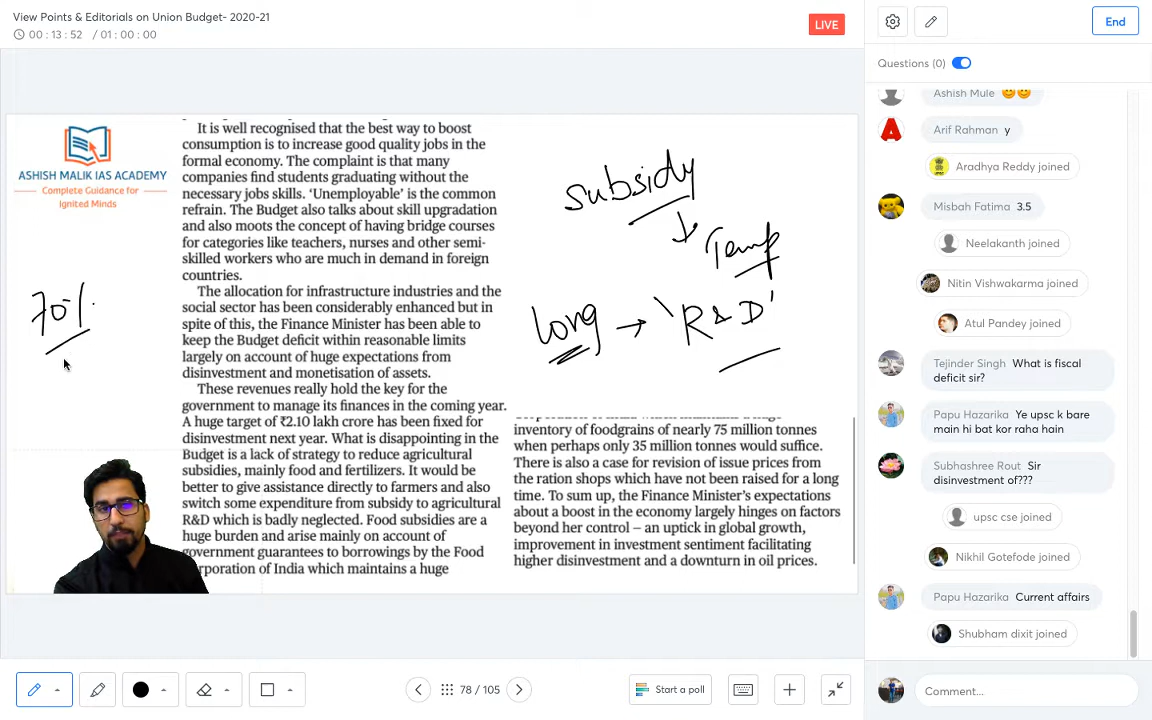 View Points & Editorials on Union Budget- 2020-21
00 : 13 : 52 / 01 : 00 : 00
LIVE
End
Questions (0)
ASHISH MALIK IAS ACADEMY
Complete Guidance for
Ignited Minds
70%
It is well recognised that the best way to boost
consumption is to increase good quality jobs in the
formal economy. The complaint is that many
companies find students graduating without the
necessary jobs skills. ‘Unemployable’ is the common
refrain. The Budget also talks about skill upgradation
and also moots the concept of having bridge courses
for categories like teachers, nurses and other semi-
skilled workers who are much in demand in foreign
countries.
The allocation for infrastructure industries and the
social sector has been considerably enhanced but in
spite of this, the Finance Minister has been able to
keep the Budget deficit within reasonable limits
largely on account of huge expectations from
disinvestment and monetisation of assets.
These revenues really hold the key for the
government to manage its finances in the coming year.
A huge target of ₹2.10 lakh crore has been fixed for
disinvestment next year. What is disappointing in the
Budget is a lack of strategy to reduce agricultural
subsidies, mainly food and fertilizers. It would be
better to give assistance directly to farmers and also
switch some expenditure from subsidy to agricultural
R&D which is badly neglected. Food subsidies are a
huge burden and arise mainly on account of
government guarantees to borrowings by the Food
rporation of India which maintains a huge
subsidy
↓ Temp
long → 'R&D'
inventory of foodgrains of nearly 75 million tonnes
when perhaps only 35 million tonnes would suffice.
There is also a case for revision of issue prices from
the ration shops which have not been raised for a long
time. To sum up, the Finance Minister’s expectations
about a boost in the economy largely hinges on factors
beyond her control – an uptick in global growth,
improvement in investment sentiment facilitating
higher disinvestment and a downturn in oil prices.
Ashish Mule 😊😊
Arif Rahman y
Aradhya Reddy joined
Misbah Fatima 3.5
Neelakanth joined
Nitin Vishwakarma joined
Atul Pandey joined
Tejinder Singh What is fiscal
deficit sir?
Papu Hazarika Ye upsc k bare
main hi bat kor raha hain
Subhashree Rout Sir
disinvestment of???
upsc cse joined
Nikhil Gotefode joined
Papu Hazarika Current affairs
Shubham dixit joined
78 / 105
Start a poll
Comment...